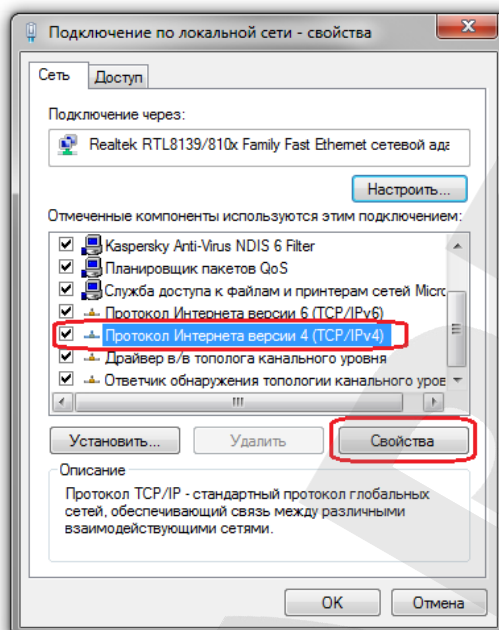 Подключение по локальной сети - свойства
Сеть
Доступ
Подключение через:
Realtek RTL8139/810x Family Fast Ethernet сетевой ада
Настроить...
Отмеченные компоненты используются этим подключением:
Kaspersky Anti-Virus NDIS 6 Filter
Планировщик пакетов QoS
Служба доступа к файлам и принтерам сетей Micro
Протокол Интернета версии 6 (TCP/IPv6)
Протокол Интернета версии 4 (TCP/IPv4)
Драйвер в/в тополога канального уровня
Ответчик обнаружения топологии канального уров
Установить...
Удалить
Свойства
Описание
Протокол TCP/IP - стандартный протокол глобальных
сетей, обеспечивающий связь между различными
взаимодействующими сетями.
OK
Отмена